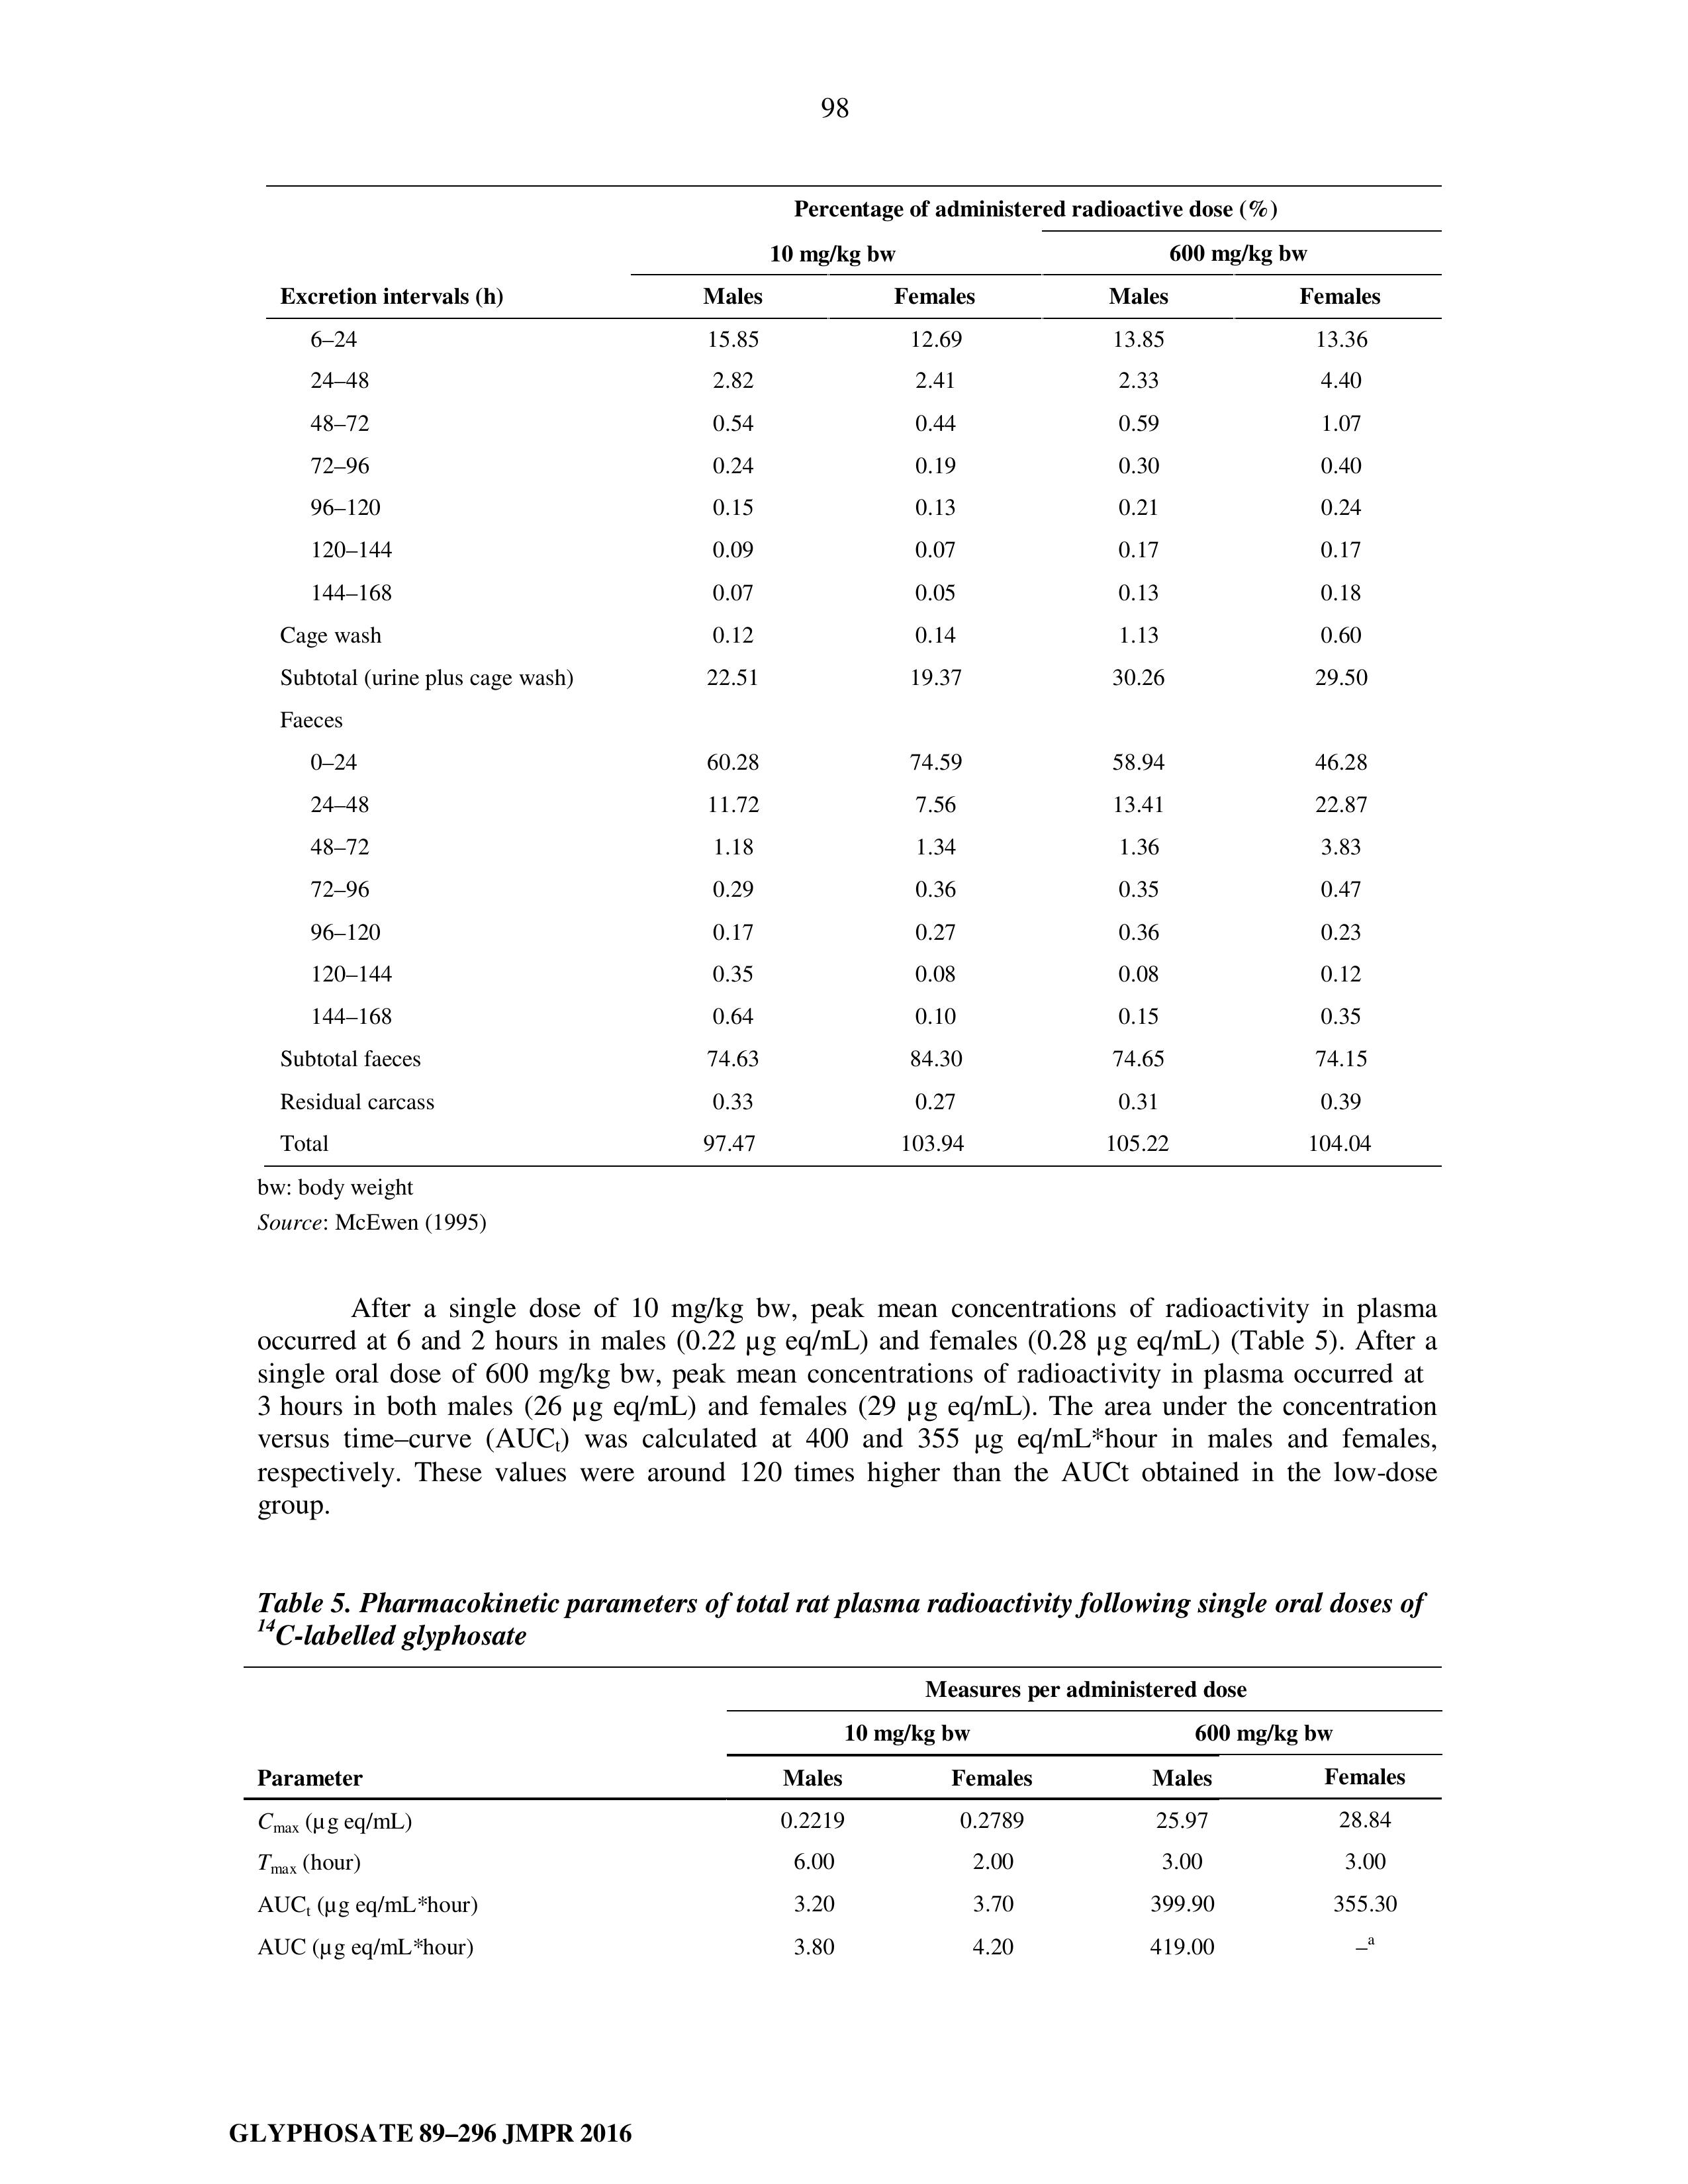 98
Percentage of administered radioactive dose (%)
10 mg/kg bw 600 mg/kg bw
Excretion intervals (h) Males Females Males Females
6–24 15.85 12.69 13.85 13.36
24–48 2.82 2.41 2.33 4.40
48–72 0.54 0.44 0.59 1.07
72–96 0.24 0.19 0.30 0.40
96–120 0.15 0.13 0.21 0.24
120–144 0.09 0.07 0.17 0.17
144–168 0.07 0.05 0.13 0.18
Cage wash 0.12 0.14 1.13 0.60
Subtotal (urine plus cage wash) 22.51 19.37 30.26 29.50
Faeces
0–24 60.28 74.59 58.94 46.28
24–48 11.72 7.56 13.41 22.87
48–72 1.18 1.34 1.36 3.83
72–96 0.29 0.36 0.35 0.47
96–120 0.17 0.27 0.36 0.23
120–144 0.35 0.08 0.08 0.12
144–168 0.64 0.10 0.15 0.35
Subtotal faeces 74.63 84.30 74.65 74.15
Residual carcass 0.33 0.27 0.31 0.39
Total 97.47 103.94 105.22 104.04
bw: body weight
Source: McEwen (1995)
After a single dose of 10 mg/kg bw, peak mean concentrations of radioactivity in plasma
occurred at 6 and 2 hours in males (0.22 µg eq/mL) and females (0.28 µg eq/mL) (Table 5). After a
single oral dose of 600 mg/kg bw, peak mean concentrations of radioactivity in plasma occurred at
3 hours in both males (26 µg eq/mL) and females (29 µg eq/mL). The area under the concentration
versus time–curve (AUCt) was calculated at 400 and 355 µg eq/mL*hour in males and females,
respectively. These values were around 120 times higher than the AUCt obtained in the low-dose
group.
Table 5. Pharmacokinetic parameters of total rat plasma radioactivity following single oral doses of
14C-labelled glyphosate
Measures per administered dose
10 mg/kg bw 600 mg/kg bw
Parameter Males Females Males Females
Cmax (µg eq/mL) 0.2219 0.2789 25.97 28.84
Tmax (hour) 6.00 2.00 3.00 3.00
AUCt (µg eq/mL*hour) 3.20 3.70 399.90 355.30
AUC (µg eq/mL*hour) 3.80 4.20 419.00 –a
GLYPHOSATE 89–296 JMPR 2016